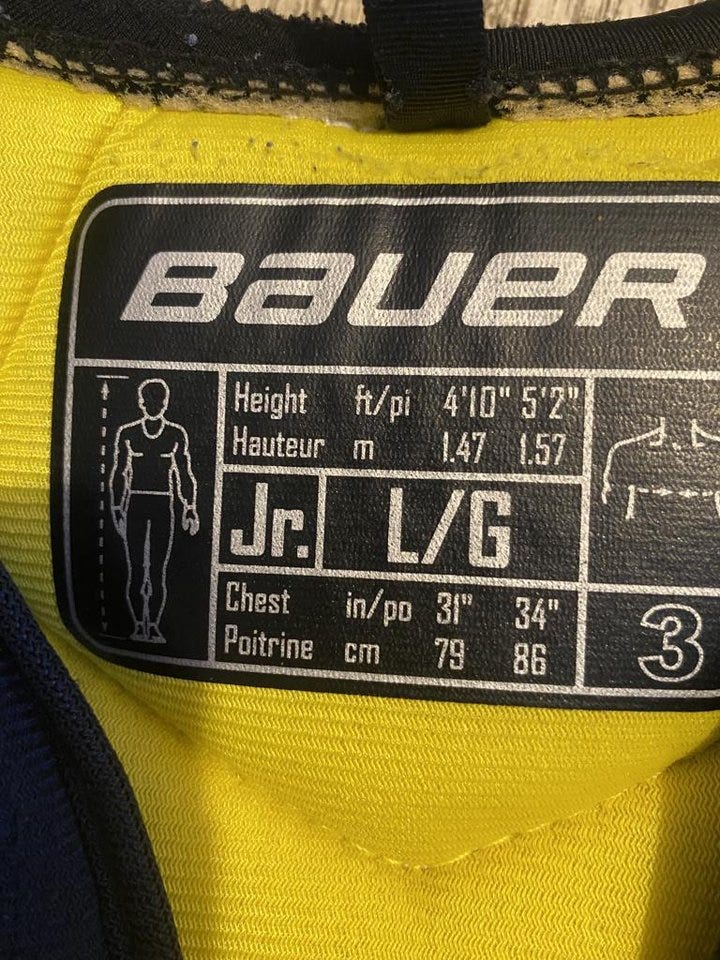 BAUER
Height ft/pi 4'10" 5'2"
Hauteur m 1.47 1.57
Jr. L/G
Chest in/po 31" 34"
Poitrine cm 79 86
3